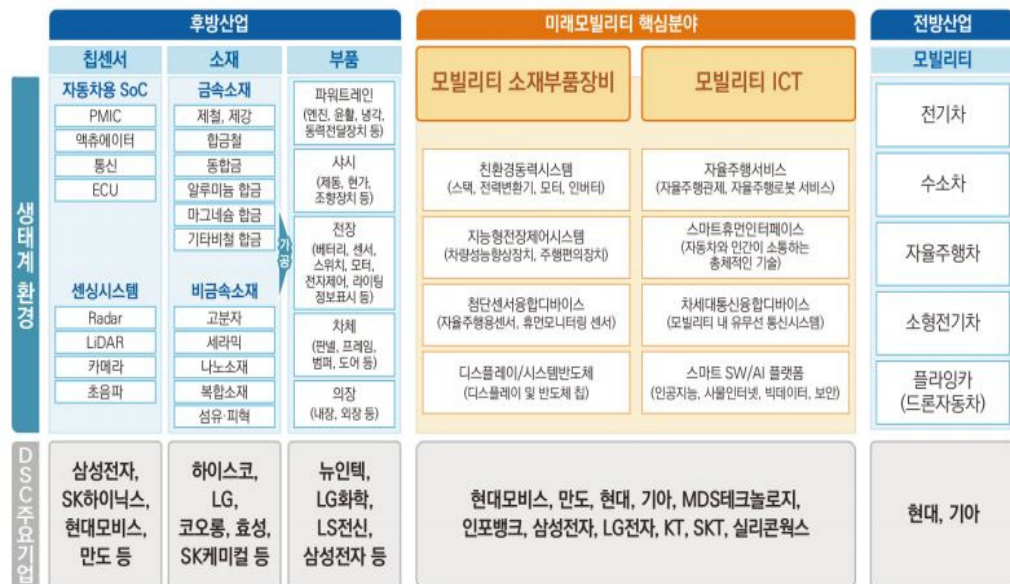 후방산업
미래모빌리티 핵심분야
전방산업
칩센서
소재
부품
모빌리티 소재부품장비
모빌리티 ICT
모빌리티
생태계 환경
자동차용 SoC
PMIC
액츄에이터
통신
ECU
센싱시스템
Radar
LiDAR
카메라
초음파
금속소재
제철, 제강
합금철
동합금
알루미늄 합금
마그네슘 합금
기타비철 합금
비금속소재
고분자
세라믹
나노소재
복합소재
섬유·피혁
가공
파워트레인
(엔진, 윤활, 냉각,
동력전달장치 등)
샤시
(제동, 현가,
조향장치 등)
전장
(베터리, 센서,
스위치, 모터,
전자제어, 라이팅
정보표시 등)
차체
(판넬, 프레임,
범퍼, 도어 등)
의장
(내장, 외장 등)
친환경동력시스템
(스택, 전력변환기, 모터, 인버터)
지능형전장제어시스템
(차량성능향상장치, 주행편의장치)
첨단센서융합디바이스
(자율주행용센서, 휴먼모니터링 센서)
디스플레이/시스템반도체
(디스플레이 및 반도체 칩)
자율주행서비스
(자율주행관제, 자율주행로봇 서비스)
스마트휴먼인터페이스
(자동차와 인간이 소통하는
총체적인 기술)
차세대통신융합디바이스
(모빌리티 내 유무선 통신시스템)
스마트 SW/AI 플랫폼
(인공지능, 사물인터넷, 빅데이터, 보안)
전기차
수소차
자율주행차
소형전기차
플라잉카
(드론자동차)
DSC주요기업
삼성전자,
SK하이닉스,
현대모비스,
만도 등
하이스코,
LG,
코오롱, 효성,
SK케미컬 등
뉴인텍,
LG화학,
LS전신,
삼성전자 등
현대모비스, 만도, 현대, 기아, MDS테크놀로지,
인포뱅크, 삼성전자, LG전자, KT, SKT, 실리콘웍스
현대, 기아